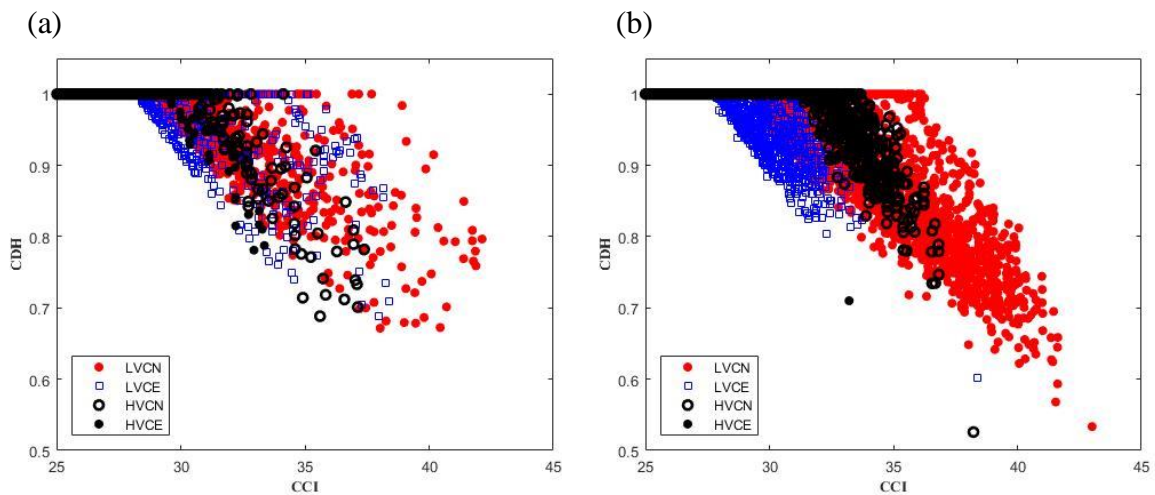 (a) (b)
1
0.9
0.8
0.7
0.6
0.5
CDH
25 30 35 40 45
CCI
LVCN
LVCE
HVCN
HVCE
1
0.9
0.8
0.7
0.6
0.5
CDH
25 30 35 40 45
CCI
LVCN
LVCE
HVCN
HVCE